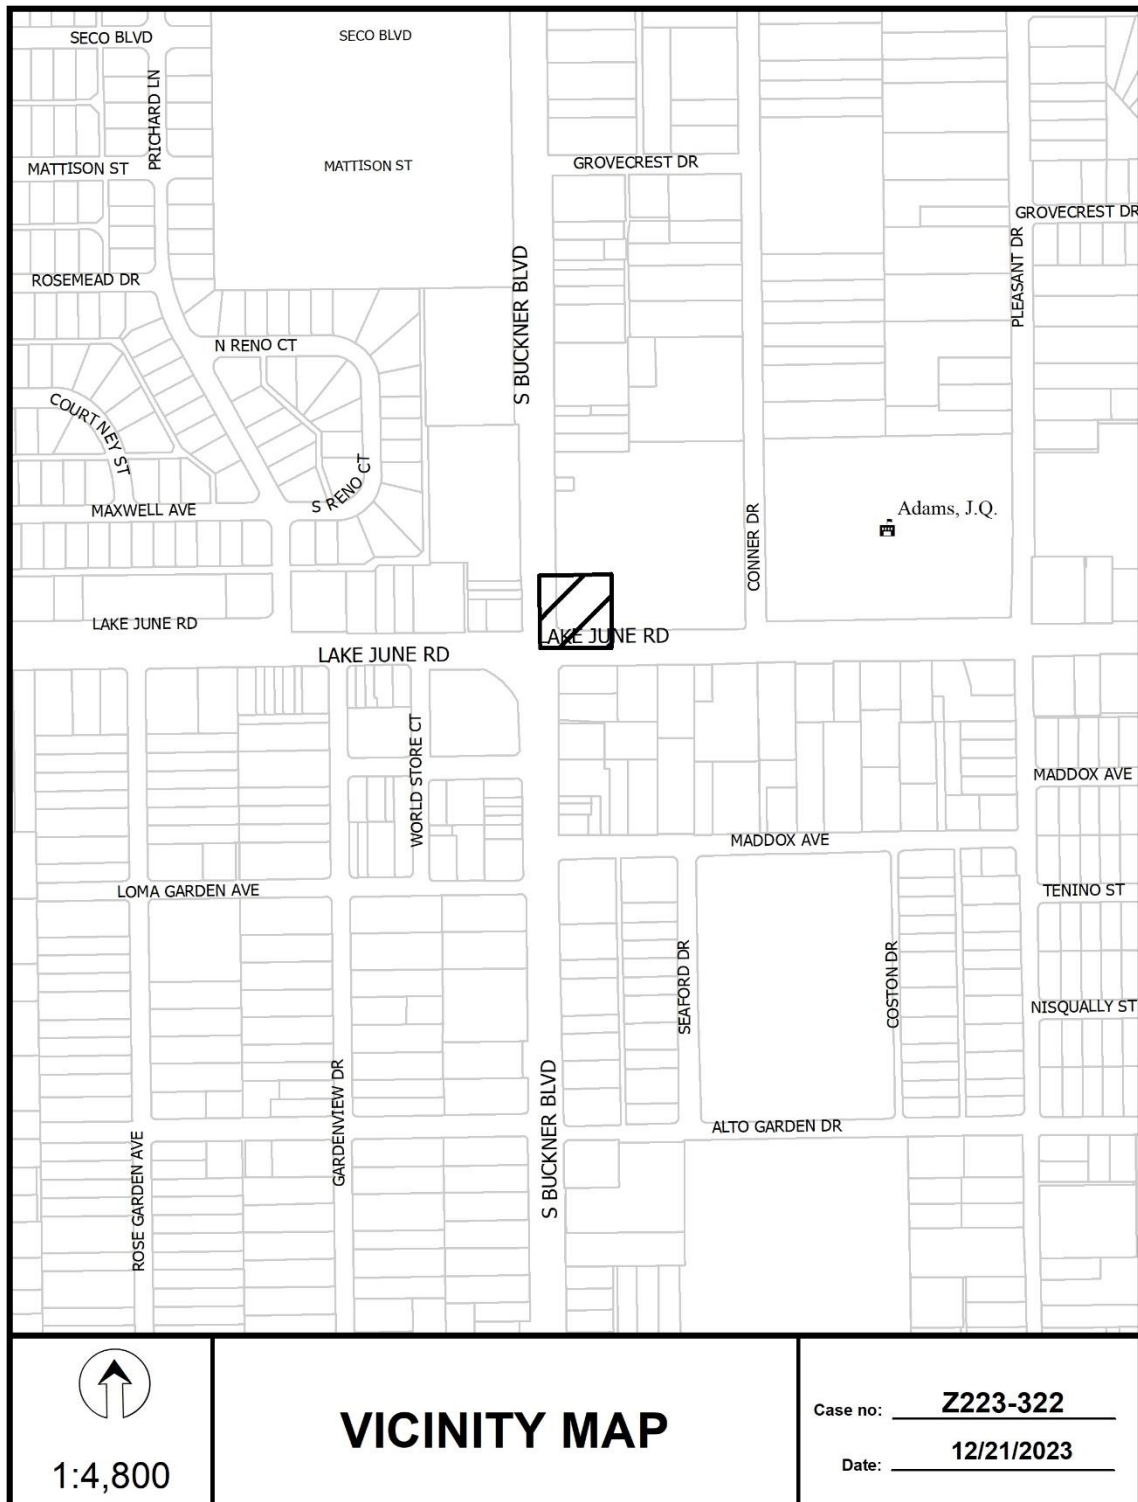 SECO BLVD
SECO BLVD
PRICHARD LN
MATTISON ST
MATTISON ST
GROVECREST DR
GROVECREST DR
PLEASANT DR
ROSEMEAD DR
S BUCKNER BLVD
N RENO CT
COURTNEY ST
S RENO CT
MAXWELL AVE
Adams, J.Q.
CONNER DR
LAKE JUNE RD
LAKE JUNE RD
LAKE JUNE RD
WORLD STORE CT
MADDOX AVE
MADDOX AVE
LOMA GARDEN AVE
TENINO ST
SEAFORD DR
COSTON DR
NISQUALLY ST
GARDENVIEW DR
S BUCKNER BLVD
ALTO GARDEN DR
ROSE GARDEN AVE
1:4,800
VICINITY MAP
Case no: Z223-322
Date: 12/21/2023